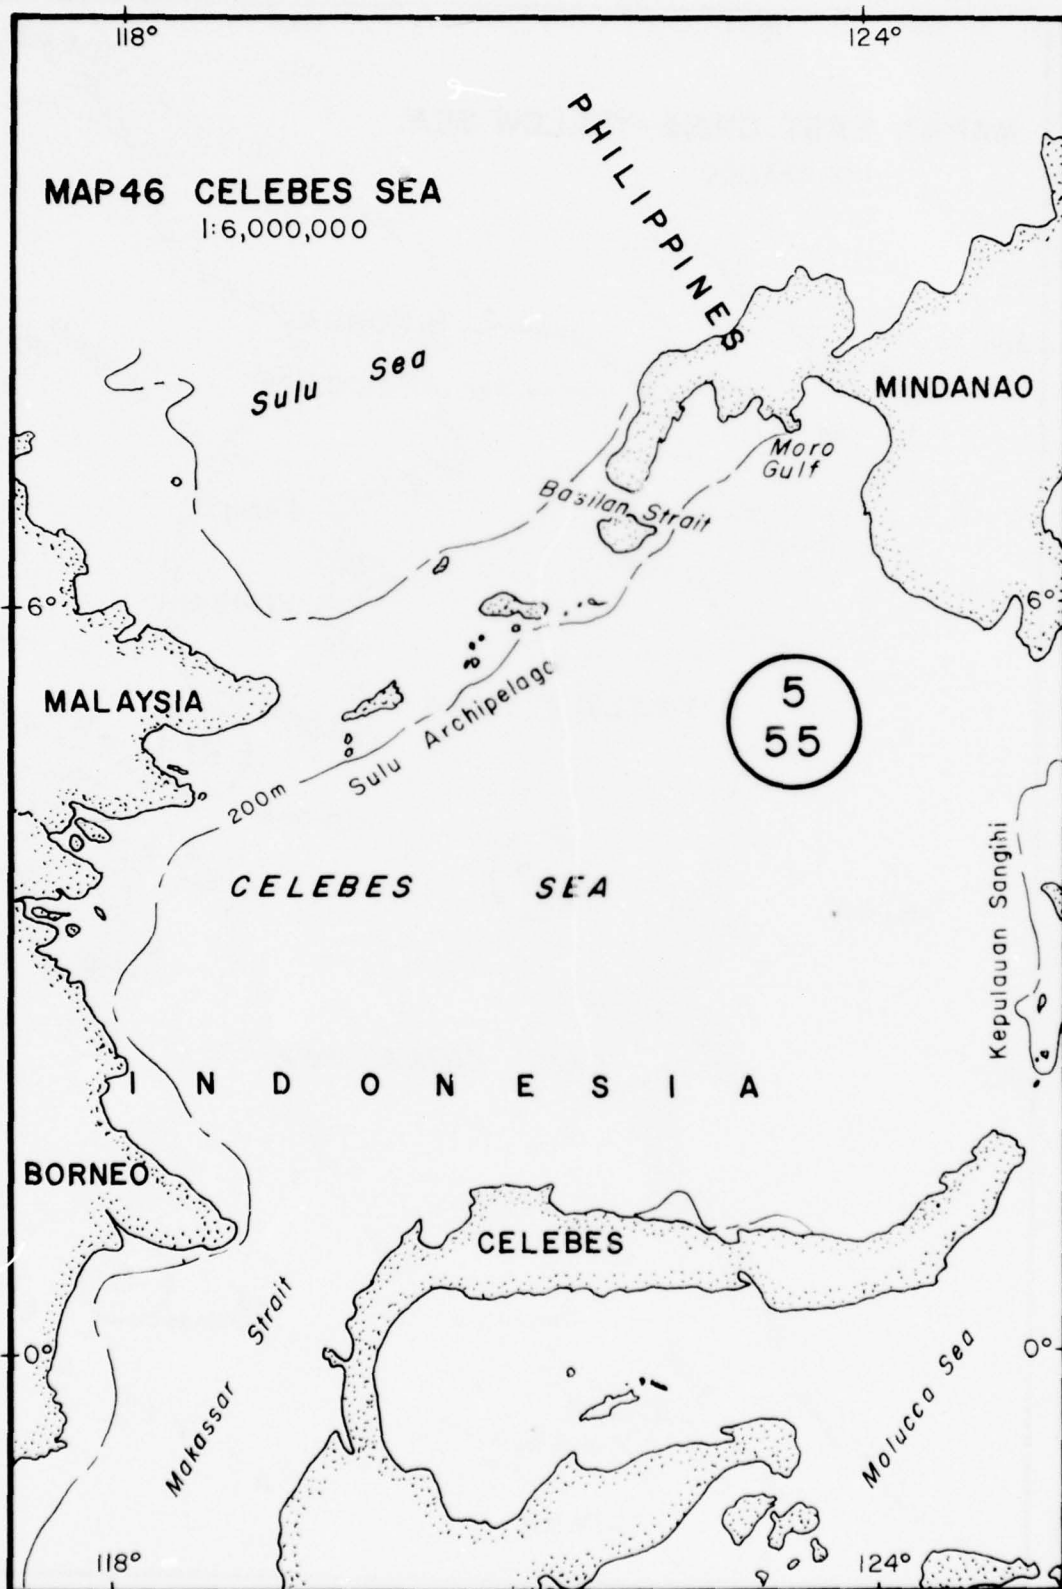 118°
124°
PHILIPPINES
MAP 46 CELEBES SEA
1:6,000,000
Sulu Sea
MINDANAO
Moro
Gulf
Basilan Strait
6°
6°
MALAYSIA
5
55
Sulu Archipelago
200m
CELEBES SEA
Kepulauan Sangihi
INDONESIA
BORNEO
CELEBES
Makassar Strait
0°
0°
Molucca Sea
118°
124°